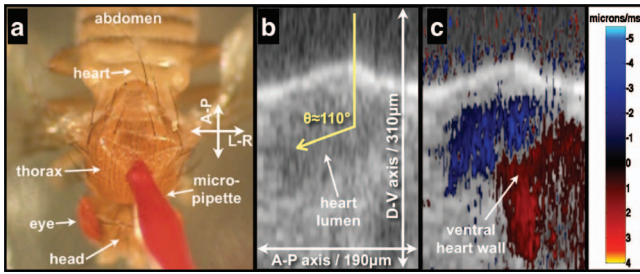 a
abdomen
heart
A-P
L-R
thorax
micro-
pipette
eye
head
b
θ≈110°
heart
lumen
D-V axis / 310μm
A-P axis / 190μm
c
ventral
heart wall
microns/ms
-5
-4
-3
-2
-1
0
1
2
3
4